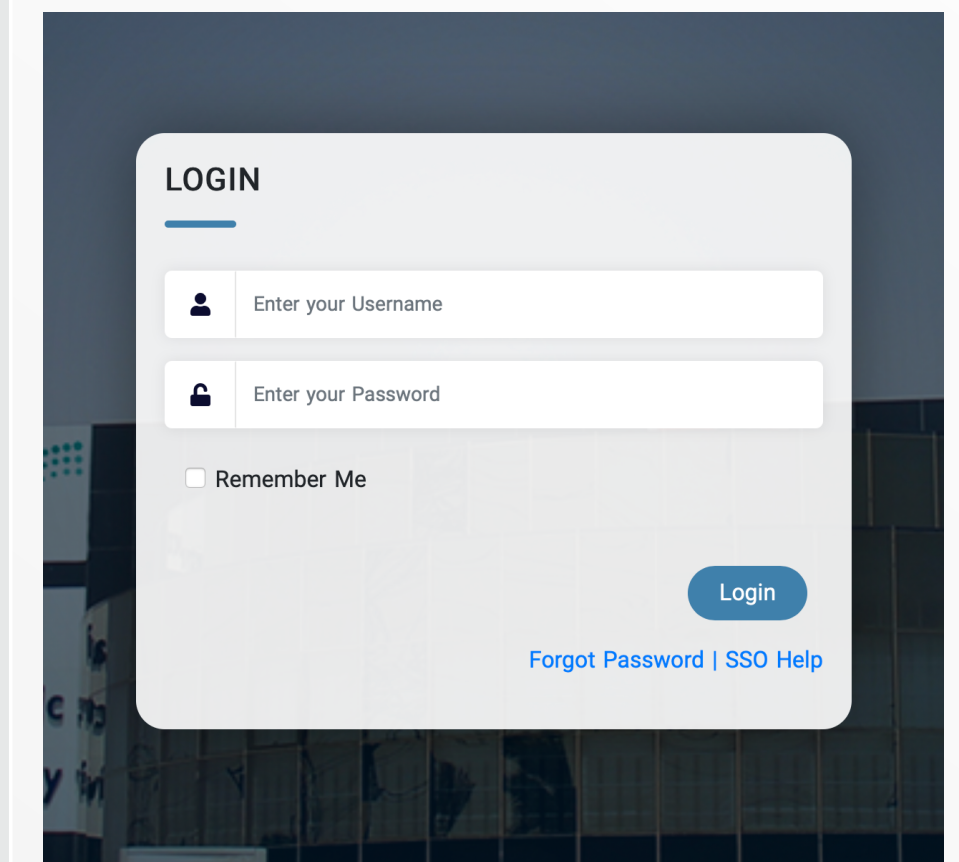 LOGIN
Enter your Username
Enter your Password
Remember Me
Login
Forgot Password | SSO Help